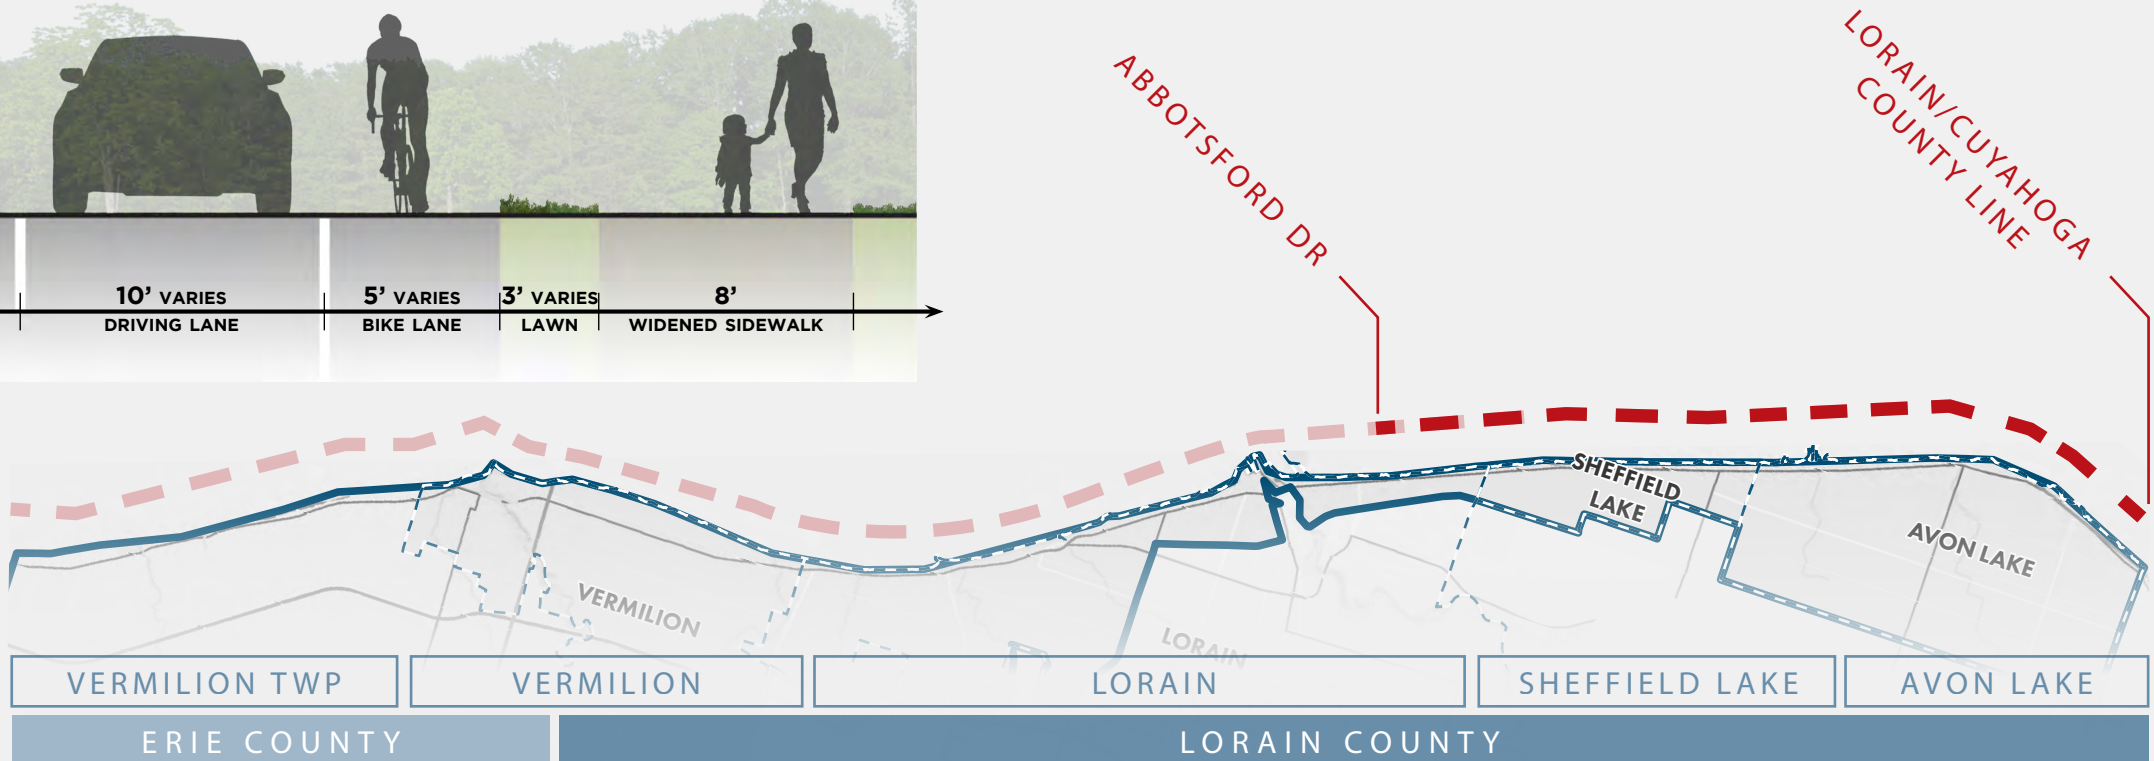 ABBOTSFORD DR
LORAIN/CUYAHOGA
COUNTY LINE
10’ VARIES
DRIVING LANE
5’ VARIES
BIKE LANE
3’ VARIES
LAWN
8’
WIDENED SIDEWALK
SHEFFIELD
LAKE
AVON LAKE
VERMILION
LORAIN
VERMILION TWP
VERMILION
LORAIN
SHEFFIELD LAKE
AVON LAKE
ERIE COUNTY
LORAIN COUNTY